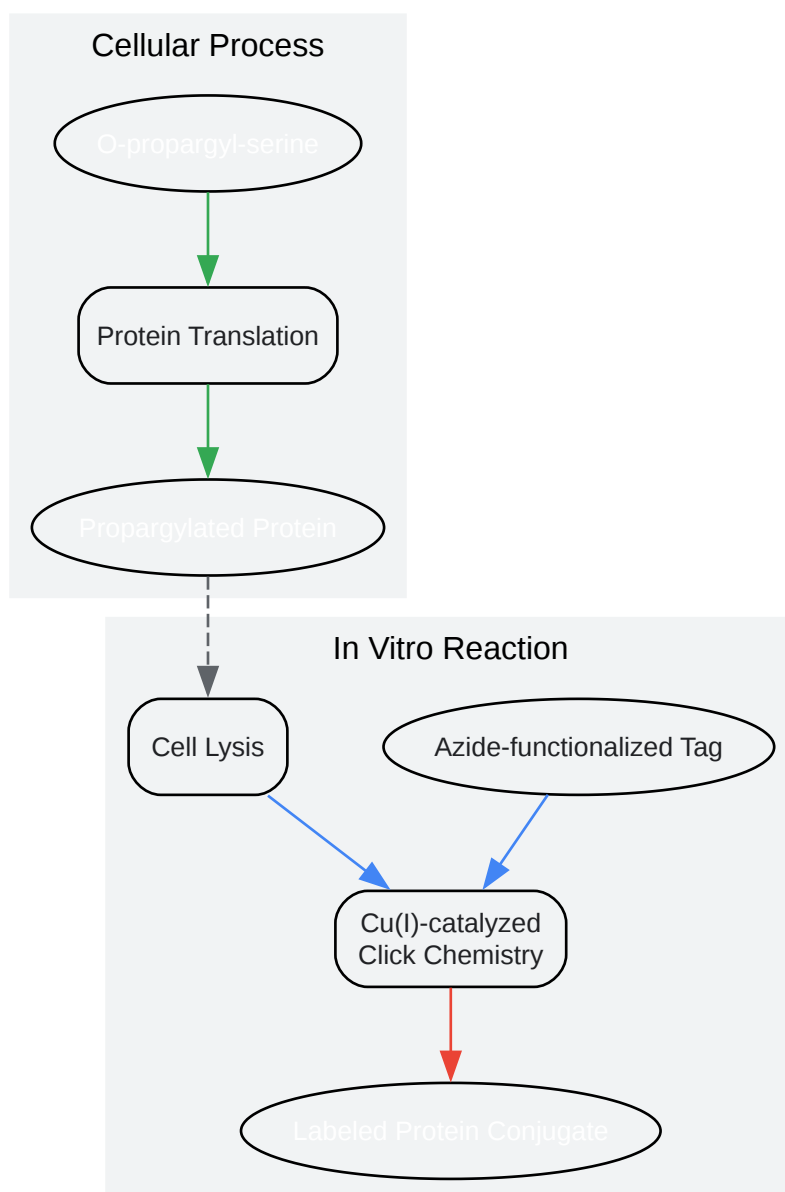 Cellular Process
O-propargyl-serine
Protein Translation
Propargylated Protein
In Vitro Reaction
Cell Lysis
Azide-functionalized Tag
Cu(I)-catalyzed
Click Chemistry
Labeled Protein Conjugate